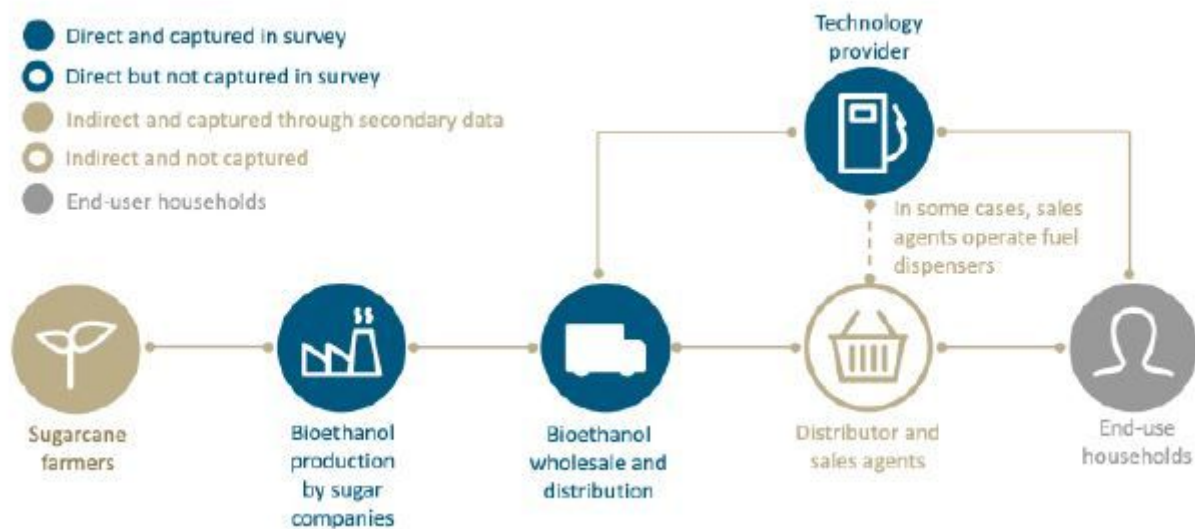 Direct and captured in survey
Direct but not captured in survey
Indirect and captured through secondary data
Indirect and not captured
End-user households
Technology
provider
In some cases, sales
agents operate fuel
dispensers
Sugarcane
farmers
Bioethanol
production
by sugar
companies
Bioethanol
wholesale and
distribution
Distributor and
sales agents
End-use
households